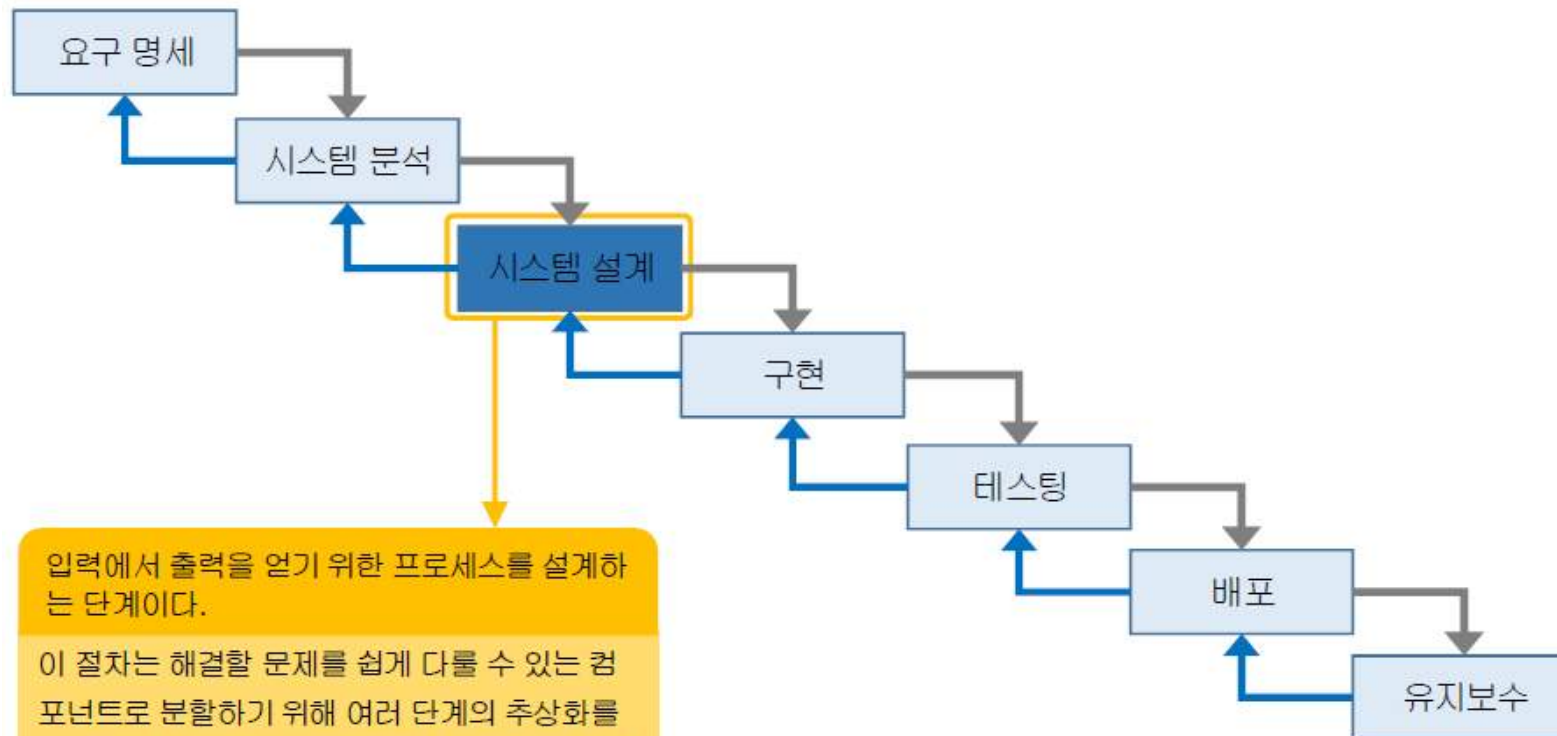 요구 명세
시스템 분석
시스템 설계
구현
테스팅
배포
유지보수
입력에서 출력을 얻기 위한 프로세스를 설계하
는 단계이다.
이 절차는 해결할 문제를 쉽게 다룰 수 있는 컴
포넌트로 분할하기 위해 여러 단계의 추상화를